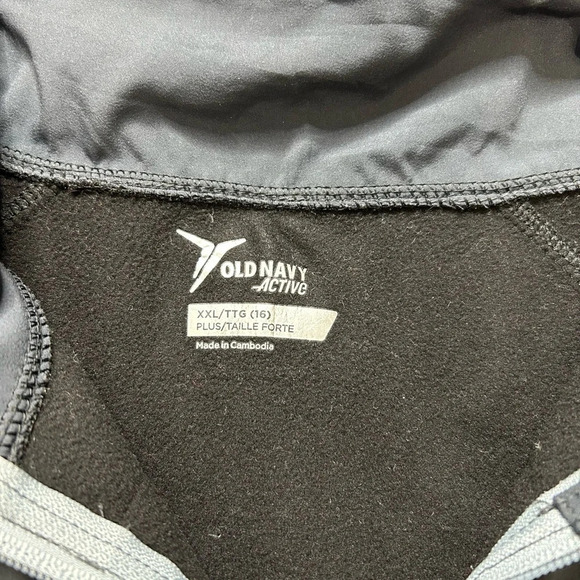 OLD NAVY
ACTIVE
XXL/TTG (16)
PLUS/TAILLE FORTE
Made in Cambodia